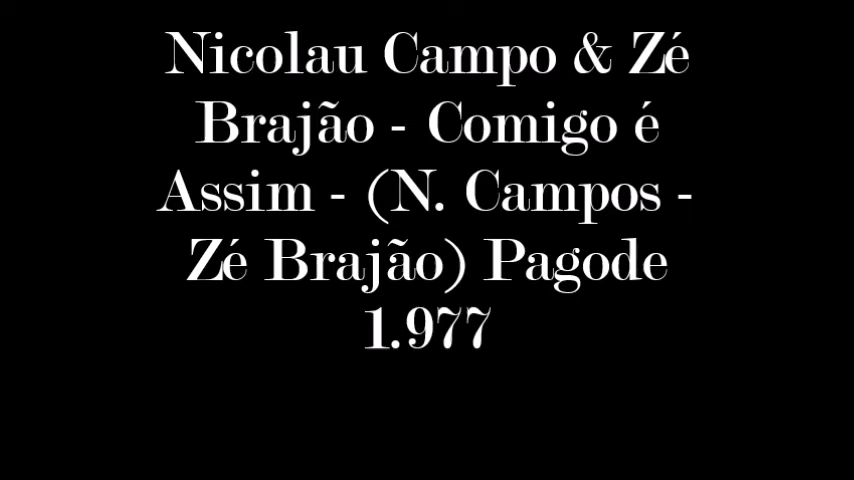 Nicolau Campo & Zé
Brajão - Comigo é
Assim - (N. Campos -
Zé Brajão) Pagode
1.977